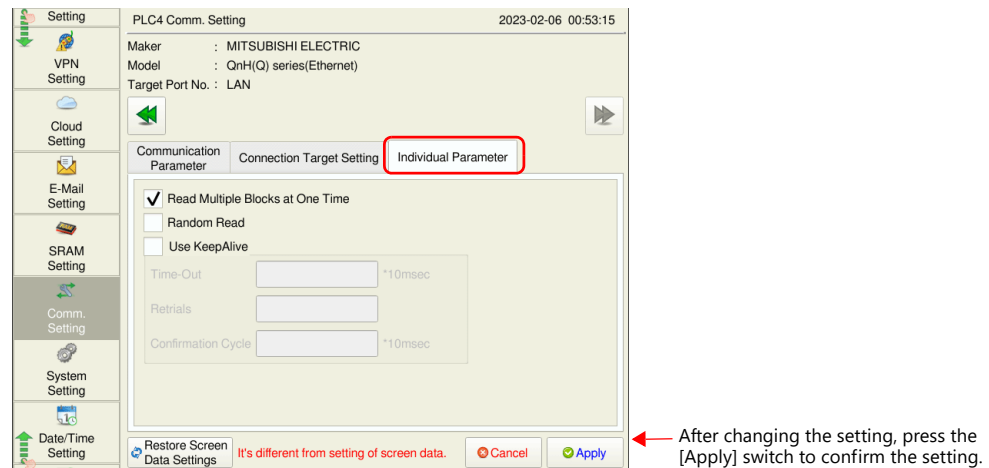 Setting
VPN
Setting
Cloud
Setting
E-Mail
Setting
SRAM
Setting
Comm.
Setting
System
Setting
Date/Time
Setting
PLC4 Comm. Setting 2023-02-06 00:53:15
Maker : MITSUBISHI ELECTRIC
Model : QnH(Q) series(Ethernet)
Target Port No. : LAN
Communication
Parameter
Connection Target Setting
Individual Parameter
Read Multiple Blocks at One Time
Random Read
Use KeepAlive
Time-Out *10msec
Retrials
Confirmation Cycle *10msec
Restore Screen
Data Settings
It's different from setting of screen data.
Cancel
Apply
After changing the setting, press the
[Apply] switch to confirm the setting.